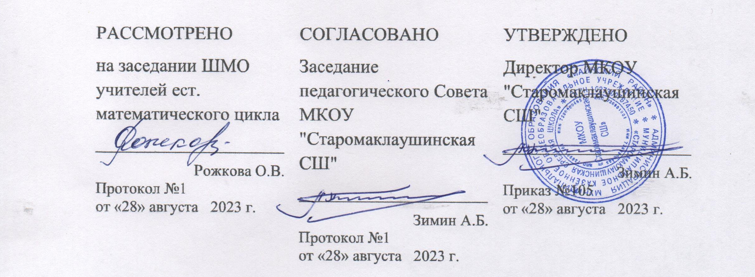 РАССМОТРЕНО
на заседании ШМО
учителей ест.
математического цикла
Рожкова О.В.
Протокол №1
от «28» августа 2023 г.
СОГЛАСОВАНО
Заседание
педагогического Совета
МКОУ
"Старомаклаушинская
СШ"
Зимин А.Б.
Протокол №1
от «28» августа 2023 г.
УТВЕРЖДЕНО
Директор МКОУ
"Старомаклаушинская
СШ"
Зимин А.Б.
Приказ №105
от «28» августа 2023 г.